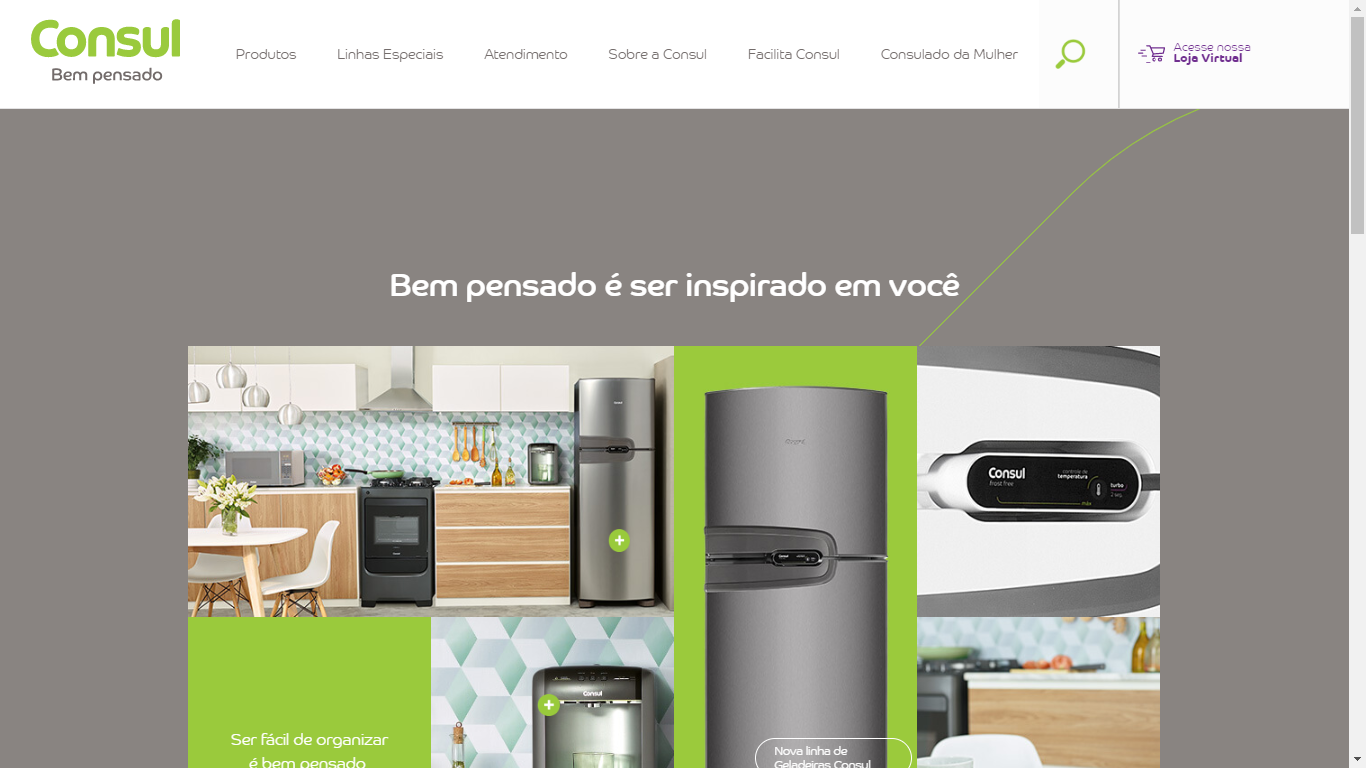 Consul
Bem pensado
Produtos
Linhas Especiais
Atendimento
Sobre a Consul
Facilita Consul
Consulado da Mulher
Acesse nossa
Loja Virtual
Bem pensado é ser inspirado em você
Consul
frost free
controle de
temperatura
turbo
2 seg.
máx
Consul
Ser fácil de organizar
é bem pensado
Consul
Nova linha de
Geladeiras Consul